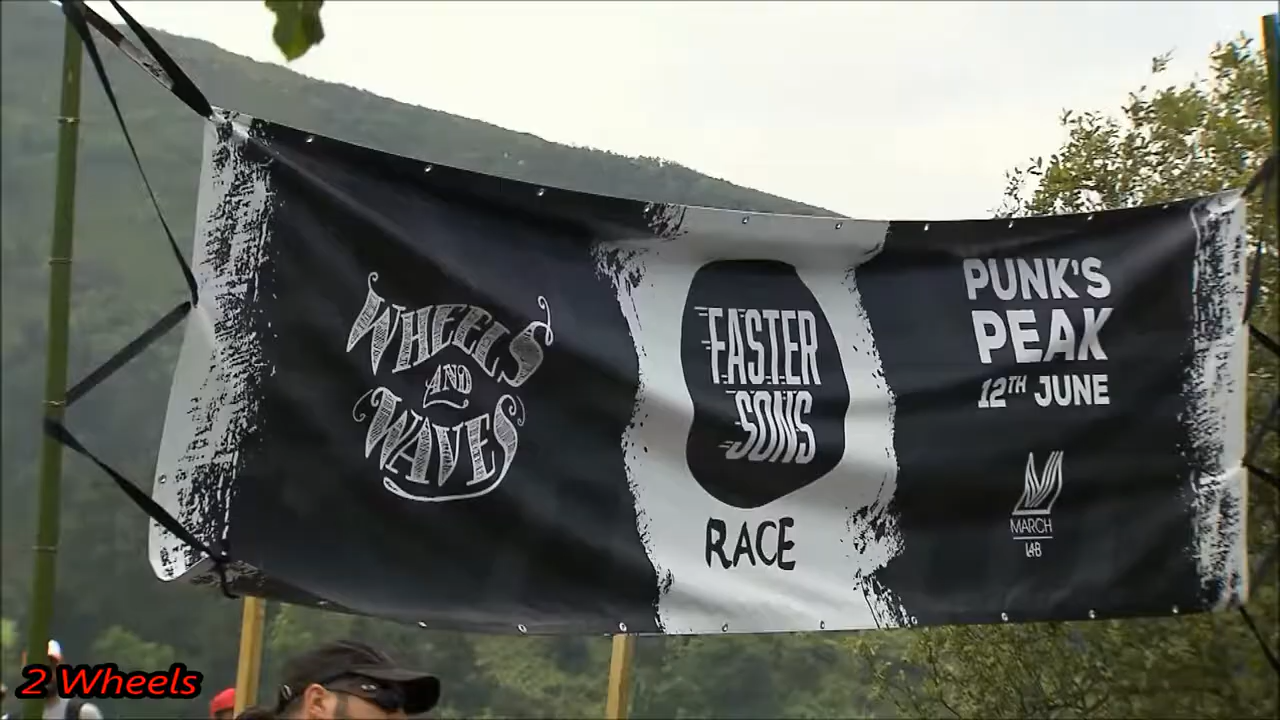 WHEELS
AND
WAVES
FASTER
SONS
RACE
PUNK'S
PEAK
12TH JUNE
MARCH
LAB
2 Wheels